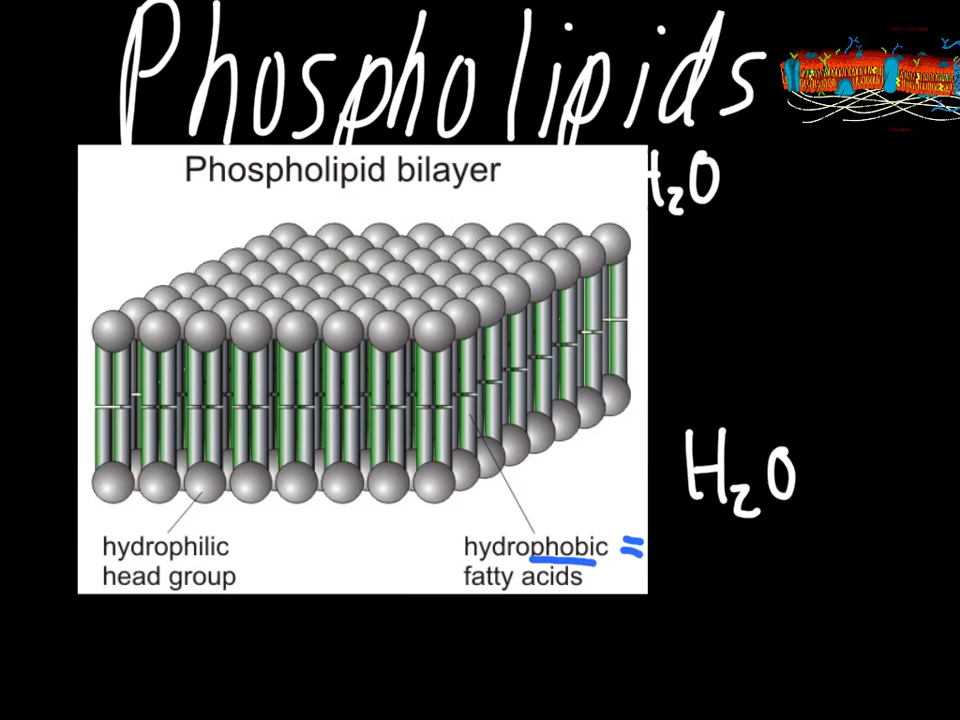 Phospholipids
Phospholipid bilayer
H₂O
H₂O
hydrophilic
head group
hydrophobic =
fatty acids